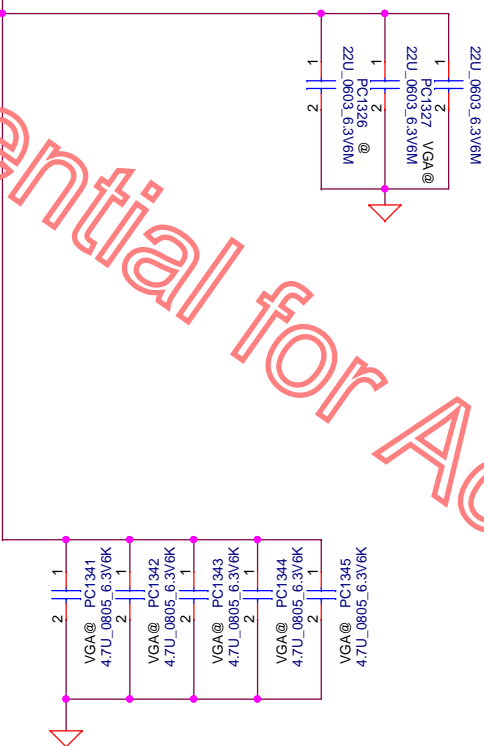 22U_0603_6.3V6M
1
2
PC1327 VGA@
22U_0603_6.3V6M
1
2
PC1326 @
22U_0603_6.3V6M
1
2
ential for Ac
PC1345
VGA@
4.7U_0805_6.3V6K
1
2
PC1344
VGA@
4.7U_0805_6.3V6K
1
2
PC1343
VGA@
4.7U_0805_6.3V6K
1
2
PC1342
VGA@
4.7U_0805_6.3V6K
1
2
PC1341
VGA@
4.7U_0805_6.3V6K
1
2